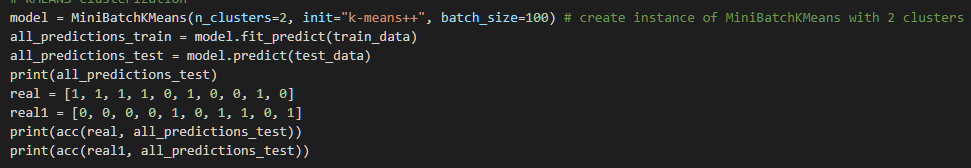 # KMEANS clusterization
model = MiniBatchKMeans(n_clusters=2, init="k-means++", batch_size=100) # create instance of MiniBatchKMeans with 2 clusters
all_predictions_train = model.fit_predict(train_data)
all_predictions_test = model.predict(test_data)
print(all_predictions_test)
real = [1, 1, 1, 1, 0, 1, 0, 0, 1, 0]
real1 = [0, 0, 0, 0, 1, 0, 1, 1, 0, 1]
print(acc(real, all_predictions_test))
print(acc(real1, all_predictions_test))